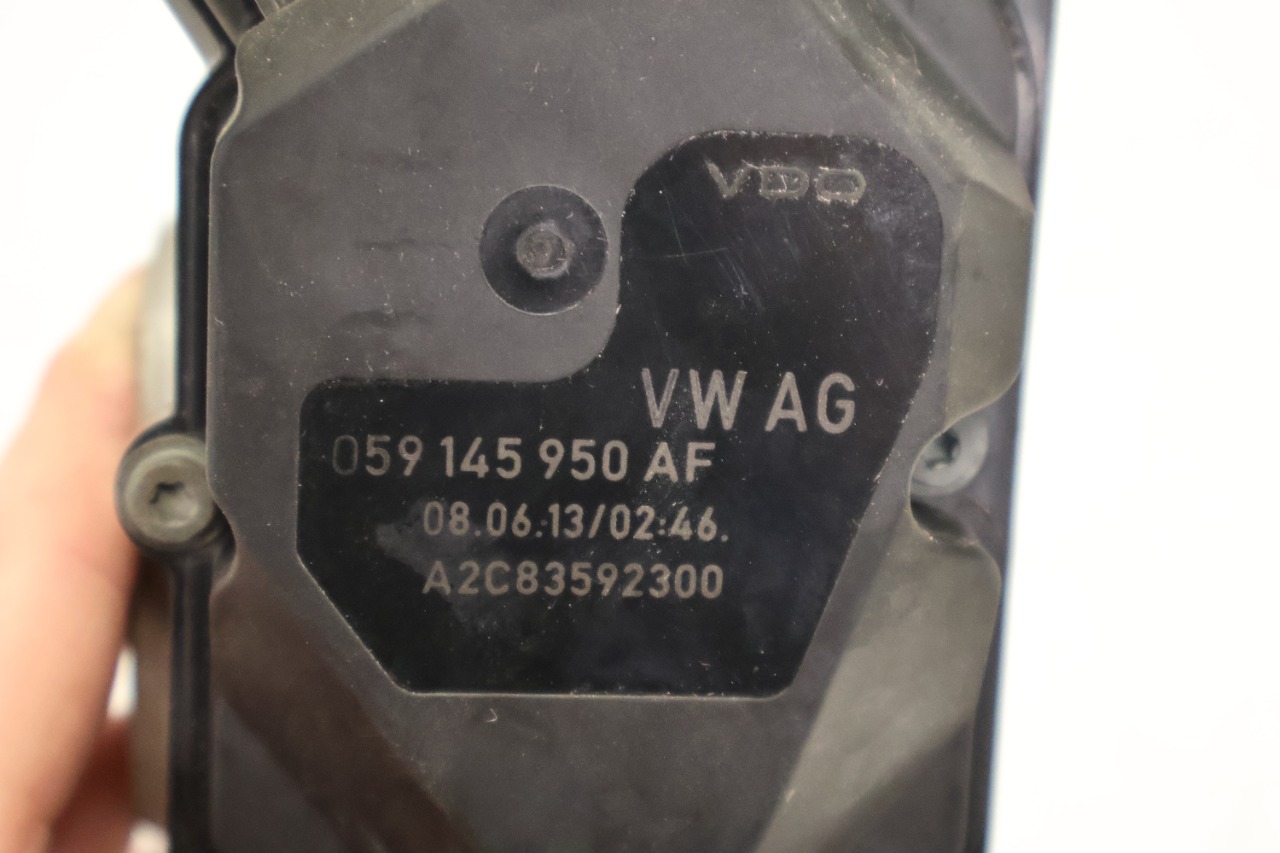 VDO
VW AG
059 145 950 AF
08.06.13/02:46.
A2C83592300